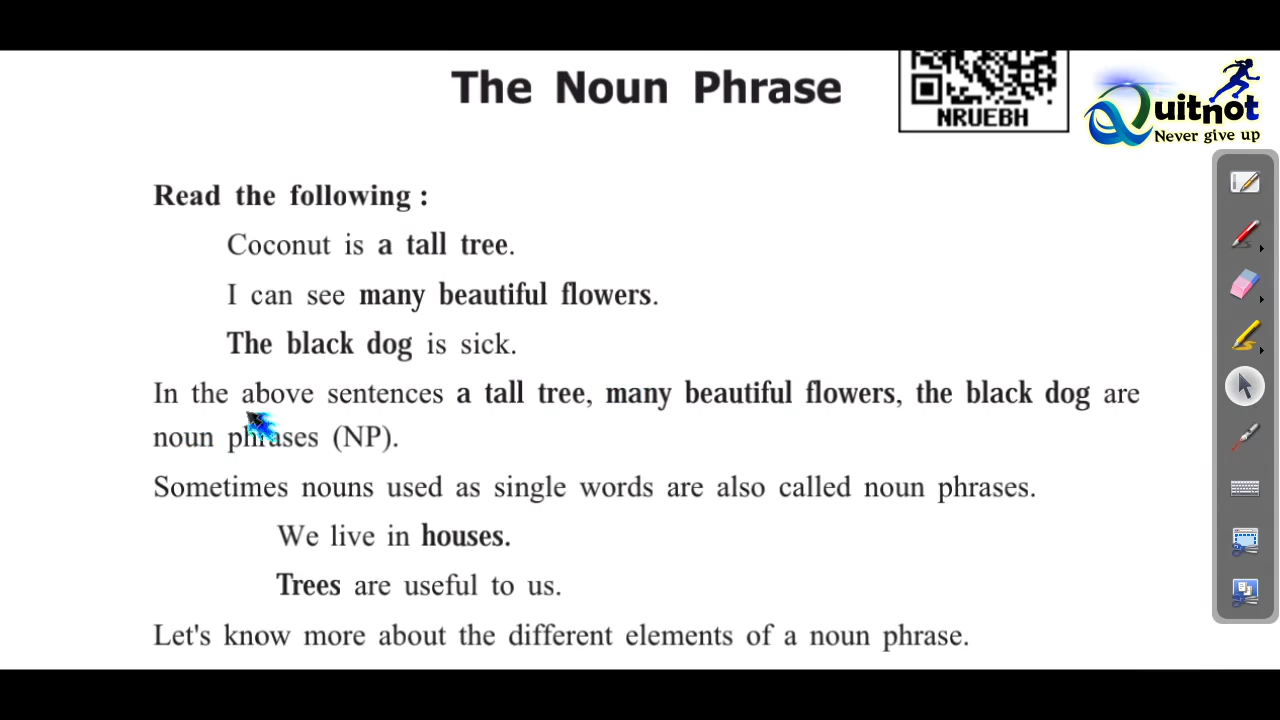 The Noun Phrase
NRUEBH
Quitnot
Never give up
Read the following :
Coconut is a tall tree.
I can see many beautiful flowers.
The black dog is sick.
In the above sentences a tall tree, many beautiful flowers, the black dog are
noun phrases (NP).
Sometimes nouns used as single words are also called noun phrases.
We live in houses.
Trees are useful to us.
Let's know more about the different elements of a noun phrase.